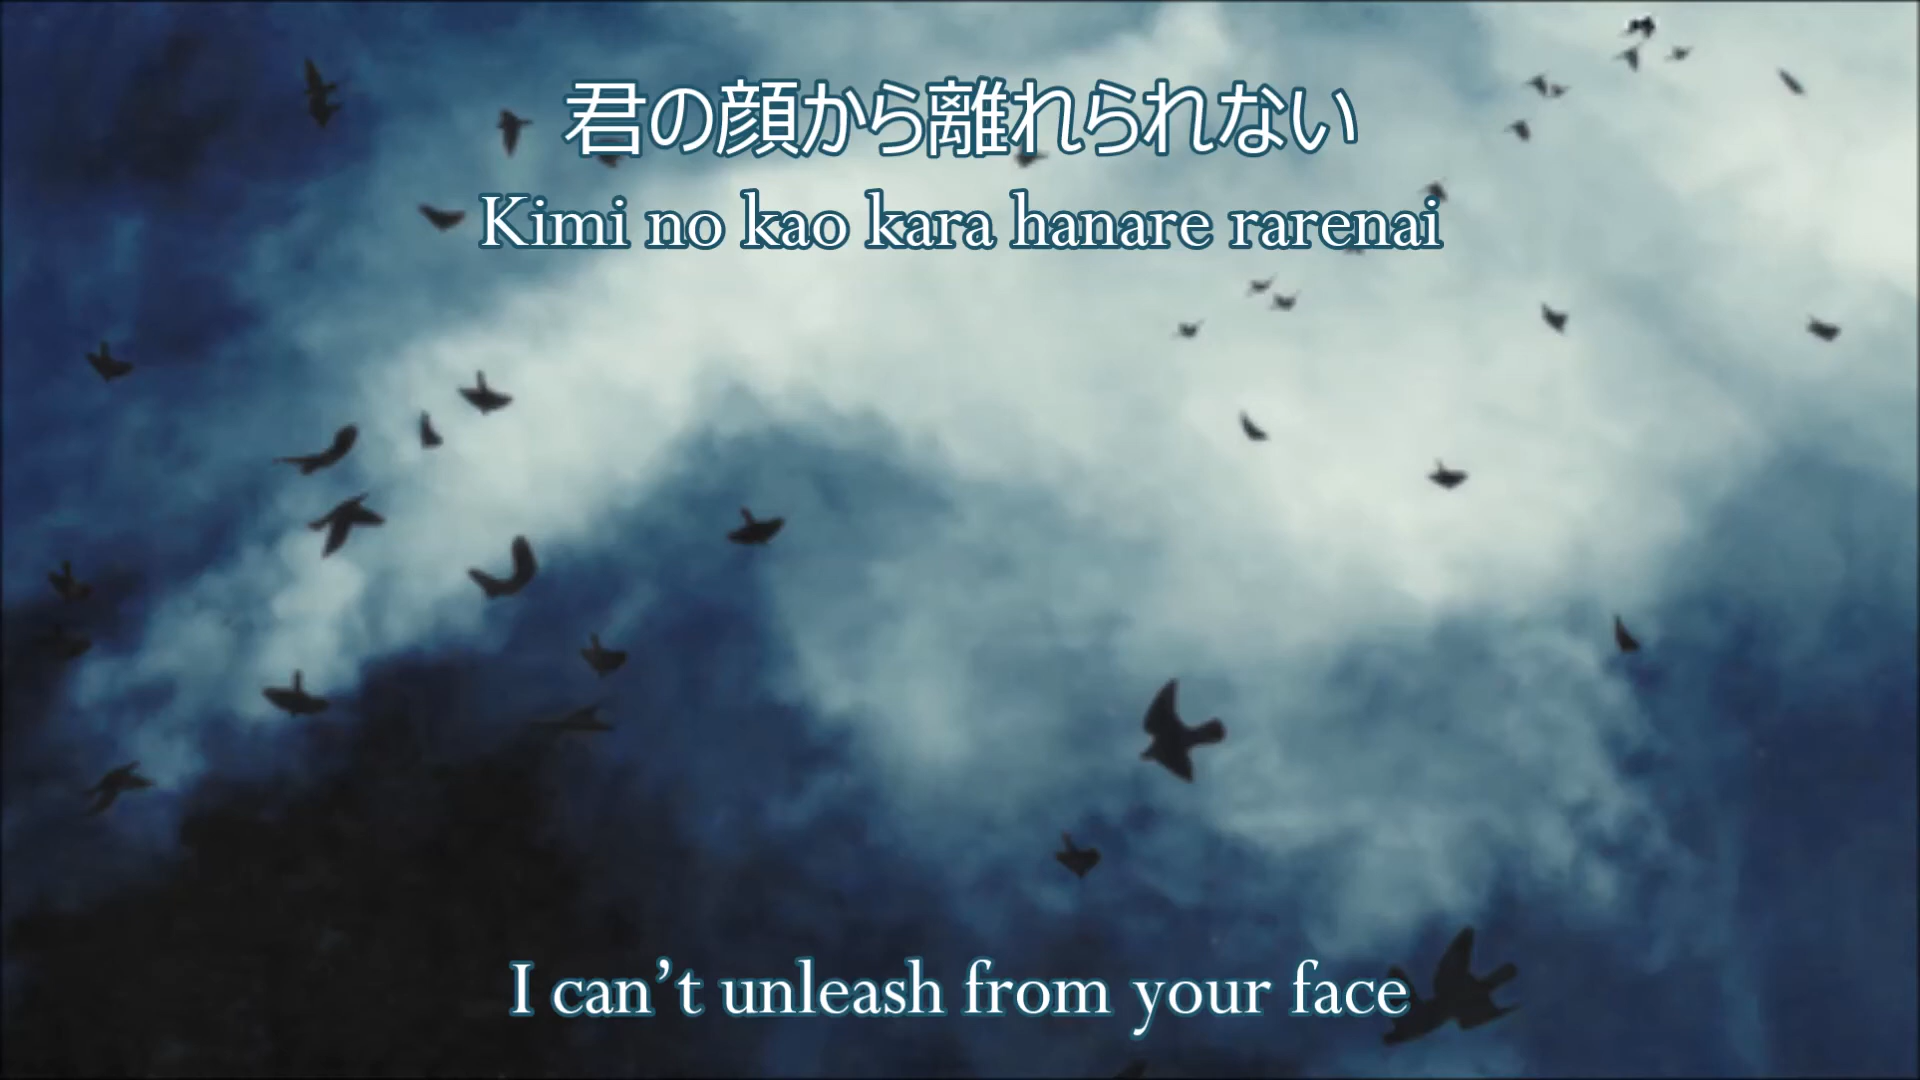 君の顔から離れられない
Kimi no kao kara hanare rarenai
I can't unleash from your face